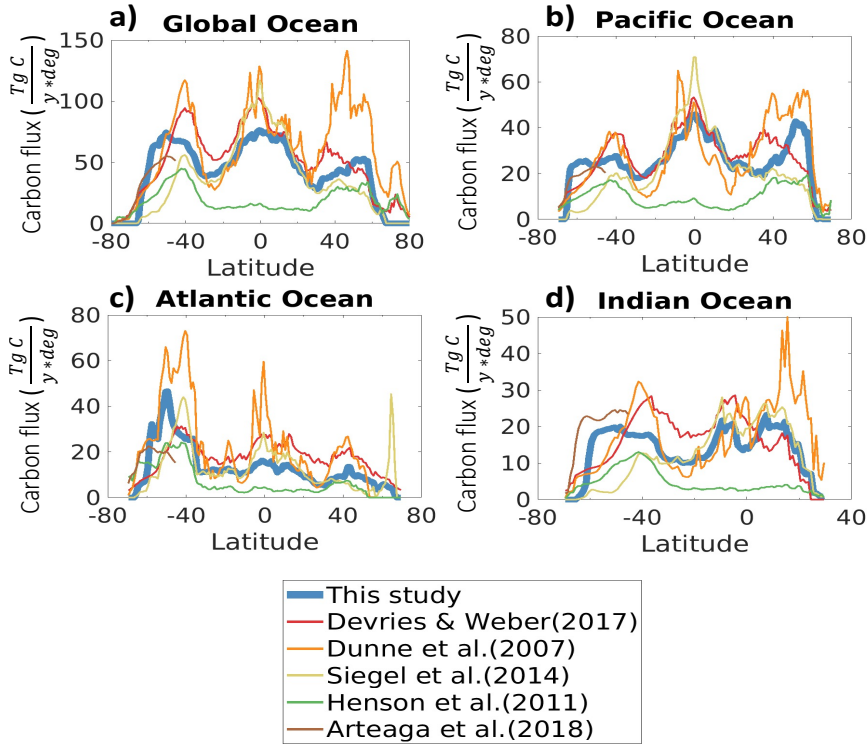 a) Global Ocean
Carbon flux (Tg C / y *deg)
150
100
50
0
-80 -40 0 40 80
Latitude
b) Pacific Ocean
Carbon flux (Tg C / y *deg)
80
60
40
20
0
-80 -40 0 40 80
Latitude
c) Atlantic Ocean
Carbon flux (Tg C / y *deg)
80
60
40
20
0
-80 -40 0 40 80
Latitude
d) Indian Ocean
Carbon flux (Tg C / y *deg)
50
40
30
20
10
0
-80 -40 0 40
Latitude
This study
Devries & Weber(2017)
Dunne et al.(2007)
Siegel et al.(2014)
Henson et al.(2011)
Arteaga et al.(2018)